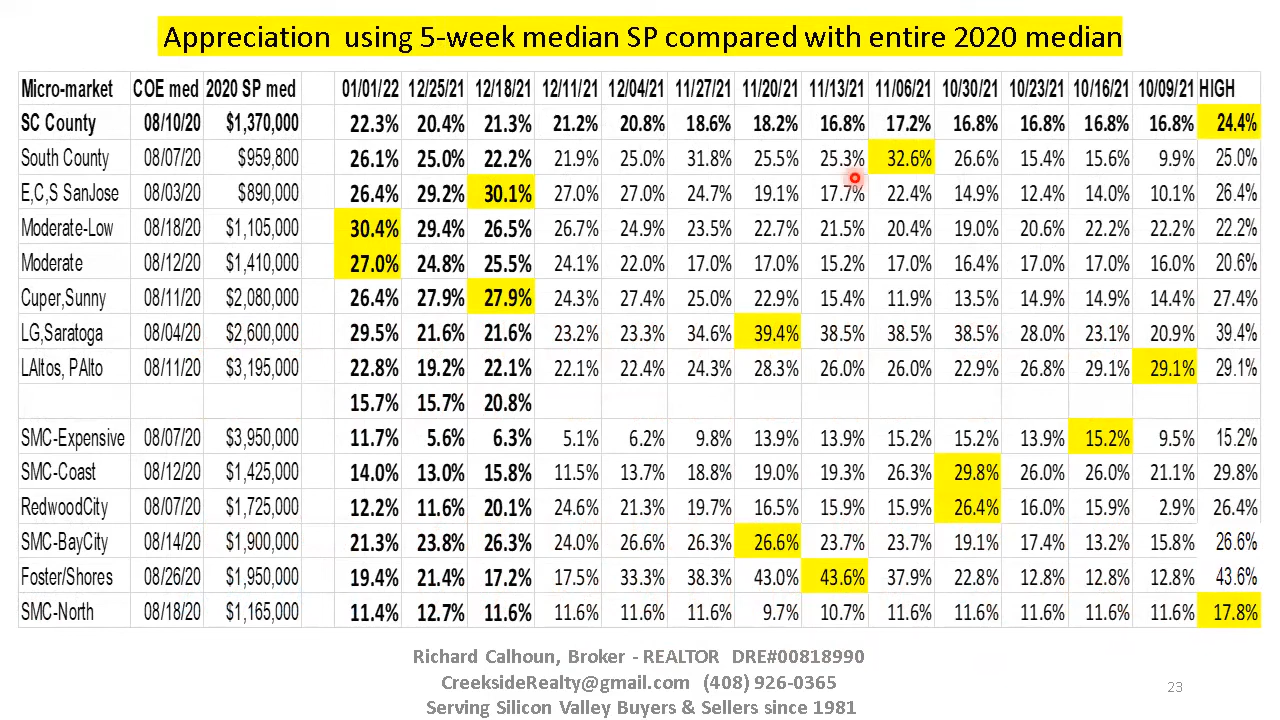 Appreciation using 5-week median SP compared with entire 2020 median
Micro-market COE med 2020 SP med 01/01/22 12/25/21 12/18/21 12/11/21 12/04/21 11/27/21 11/20/21 11/13/21 11/06/21 10/30/21 10/23/21 10/16/21 10/09/21 HIGH
SC County 08/10/20 $1,370,000 22.3% 20.4% 21.3% 21.2% 20.8% 18.6% 18.2% 16.8% 17.2% 16.8% 16.8% 16.8% 16.8% 24.4%
South County 08/07/20 $959,800 26.1% 25.0% 22.2% 21.9% 25.0% 31.8% 25.5% 25.3% 32.6% 26.6% 15.4% 15.6% 9.9% 25.0%
E,C,S SanJose 08/03/20 $890,000 26.4% 29.2% 30.1% 27.0% 27.0% 24.7% 19.1% 17.7% 22.4% 14.9% 12.4% 14.0% 10.1% 26.4%
Moderate-Low 08/18/20 $1,105,000 30.4% 29.4% 26.5% 26.7% 24.9% 23.5% 22.7% 21.5% 20.4% 19.0% 20.6% 22.2% 22.2% 22.2%
Moderate 08/12/20 $1,410,000 27.0% 24.8% 25.5% 24.1% 22.0% 17.0% 17.0% 15.2% 17.0% 16.4% 17.0% 17.0% 16.0% 20.6%
Cuper,Sunny 08/11/20 $2,080,000 26.4% 27.9% 27.9% 24.3% 27.4% 25.0% 22.9% 15.4% 11.9% 13.5% 14.9% 14.9% 14.4% 27.4%
LG,Saratoga 08/04/20 $2,600,000 29.5% 21.6% 21.6% 23.2% 23.3% 34.6% 39.4% 38.5% 38.5% 38.5% 28.0% 23.1% 20.9% 39.4%
LAltos, PAlto 08/11/20 $3,195,000 22.8% 19.2% 22.1% 22.1% 22.4% 24.3% 28.3% 26.0% 26.0% 22.9% 26.8% 29.1% 29.1% 29.1%
15.7% 15.7% 20.8%
SMC-Expensive 08/07/20 $3,950,000 11.7% 5.6% 6.3% 5.1% 6.2% 9.8% 13.9% 13.9% 15.2% 15.2% 13.9% 15.2% 9.5% 15.2%
SMC-Coast 08/12/20 $1,425,000 14.0% 13.0% 15.8% 11.5% 13.7% 18.8% 19.0% 19.3% 26.3% 29.8% 26.0% 26.0% 21.1% 29.8%
RedwoodCity 08/07/20 $1,725,000 12.2% 11.6% 20.1% 24.6% 21.3% 19.7% 16.5% 15.9% 15.9% 26.4% 16.0% 15.9% 2.9% 26.4%
SMC-BayCity 08/14/20 $1,900,000 21.3% 23.8% 26.3% 24.0% 26.6% 26.3% 26.6% 23.7% 23.7% 19.1% 17.4% 13.2% 15.8% 26.6%
Foster/Shores 08/26/20 $1,950,000 19.4% 21.4% 17.2% 17.5% 33.3% 38.3% 43.0% 43.6% 37.9% 22.8% 12.8% 12.8% 12.8% 43.6%
SMC-North 08/18/20 $1,165,000 11.4% 12.7% 11.6% 11.6% 11.6% 11.6% 9.7% 10.7% 11.6% 11.6% 11.6% 11.6% 11.6% 17.8%
Richard Calhoun, Broker - REALTOR DRE#00818990
CreeksideRealty@gmail.com (408) 926-0365
Serving Silicon Valley Buyers & Sellers since 1981
23